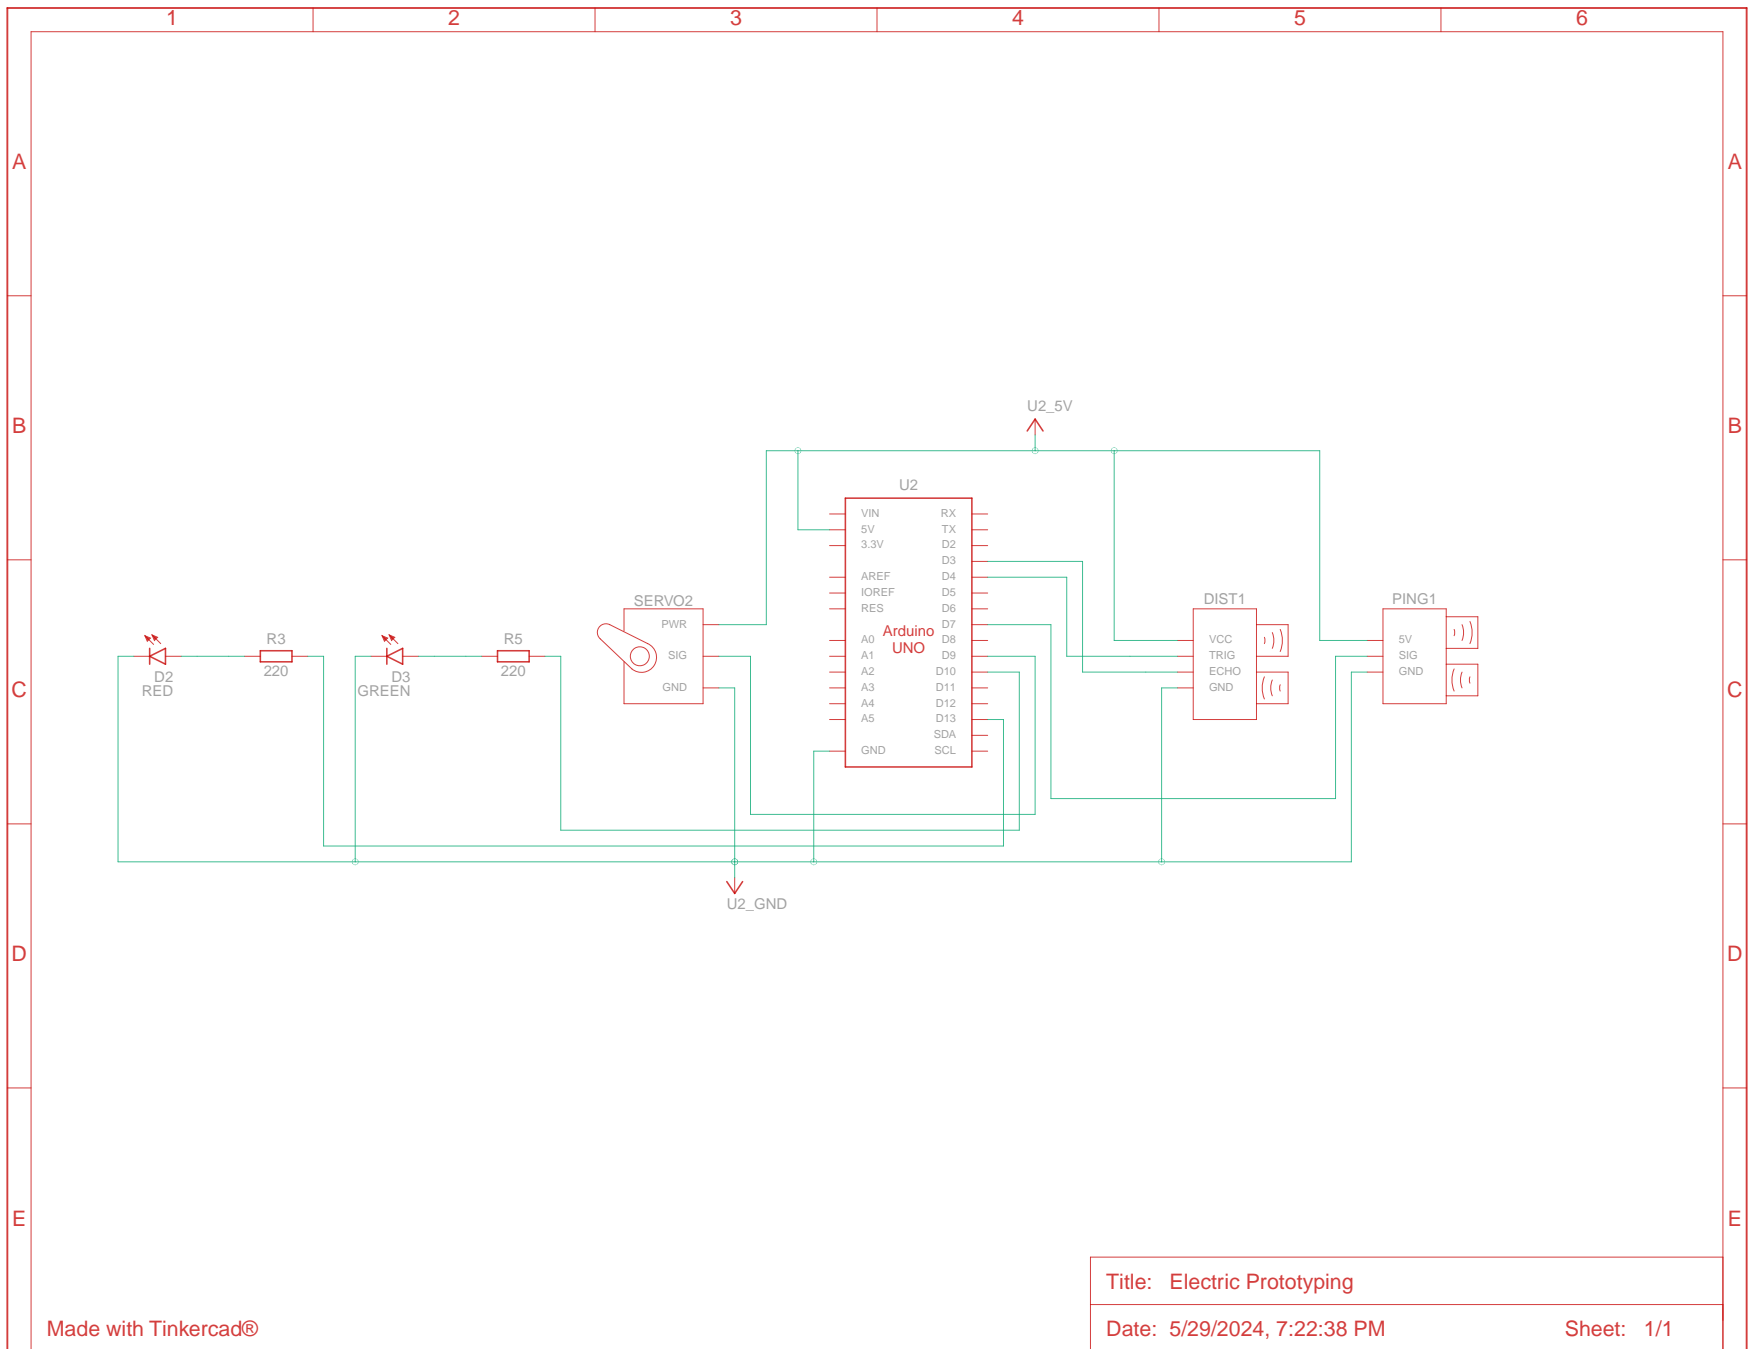 1 2 3 4 5 6
A A
B B
C C
D D
E E
U2_5V
U2
VIN RX
5V TX
3.3V D2
D3
AREF D4
IOREF D5
RES D6
D7
A0 D8
A1 D9
A2 D10
A3 D11
A4 D12
A5 D13
SDA
GND SCL
Arduino
UNO
SERVO2
PWR
SIG
GND
D2
RED
R3
220
D3
GREEN
R5
220
DIST1
VCC
TRIG
ECHO
GND
PING1
5V
SIG
GND
U2_GND
Title: Electric Prototyping
Made with Tinkercad®
Date: 5/29/2024, 7:22:38 PM Sheet: 1/1